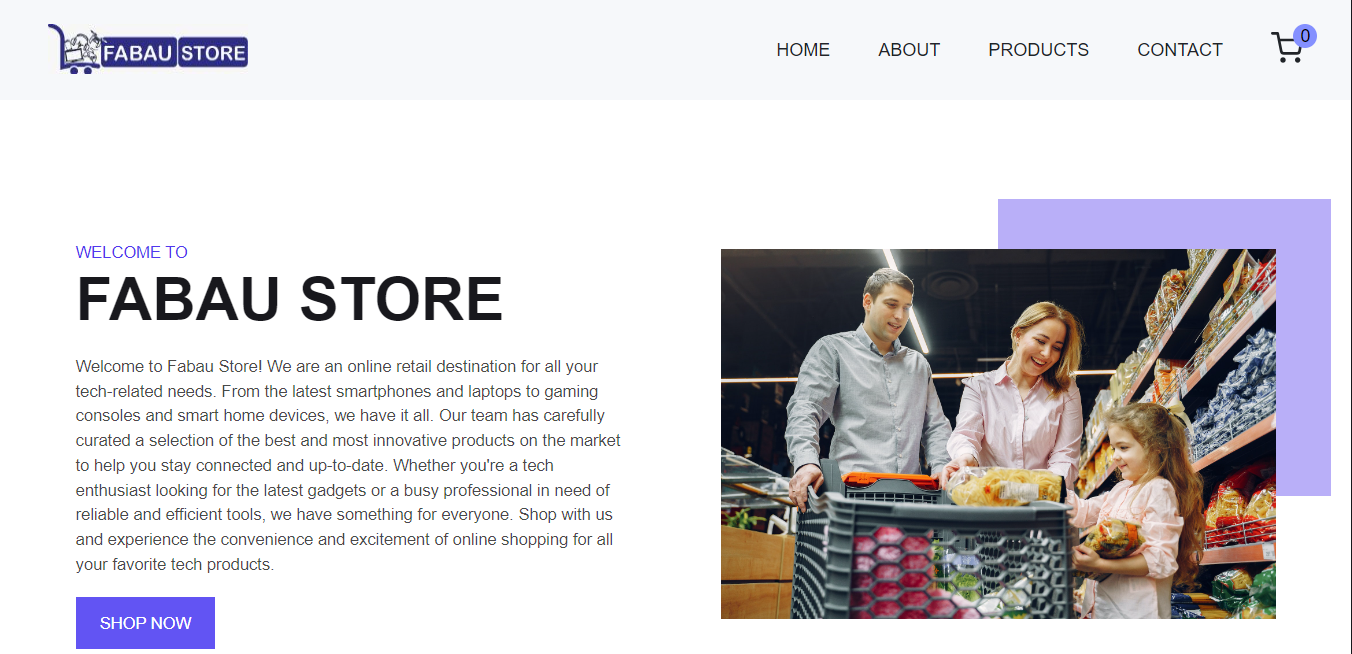 FABAU STORE
HOME
ABOUT
PRODUCTS
CONTACT
0
WELCOME TO
FABAU STORE
Welcome to Fabau Store! We are an online retail destination for all your
tech-related needs. From the latest smartphones and laptops to gaming
consoles and smart home devices, we have it all. Our team has carefully
curated a selection of the best and most innovative products on the market
to help you stay connected and up-to-date. Whether you're a tech
enthusiast looking for the latest gadgets or a busy professional in need of
reliable and efficient tools, we have something for everyone. Shop with us
and experience the convenience and excitement of online shopping for all
your favorite tech products.
SHOP NOW